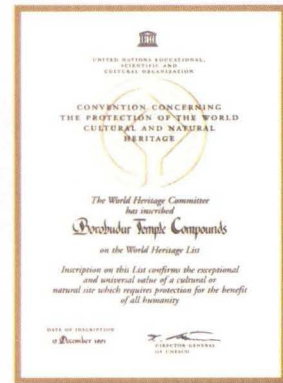 UNITED NATIONS EDUCATIONAL,
SCIENTIFIC AND
CULTURAL ORGANIZATION
CONVENTION CONCERNING
THE PROTECTION OF THE WORLD
CULTURAL AND NATURAL
HERITAGE
The World Heritage Committee
has inscribed
Borobudur Temple Compounds
on the World Heritage List
Inscription on this List confirms the exceptional
and universal value of a cultural or
natural site which requires protection for the benefit
of all humanity
DATE OF INSCRIPTION
December 1991
DIRECTOR-GENERAL
OF UNESCO